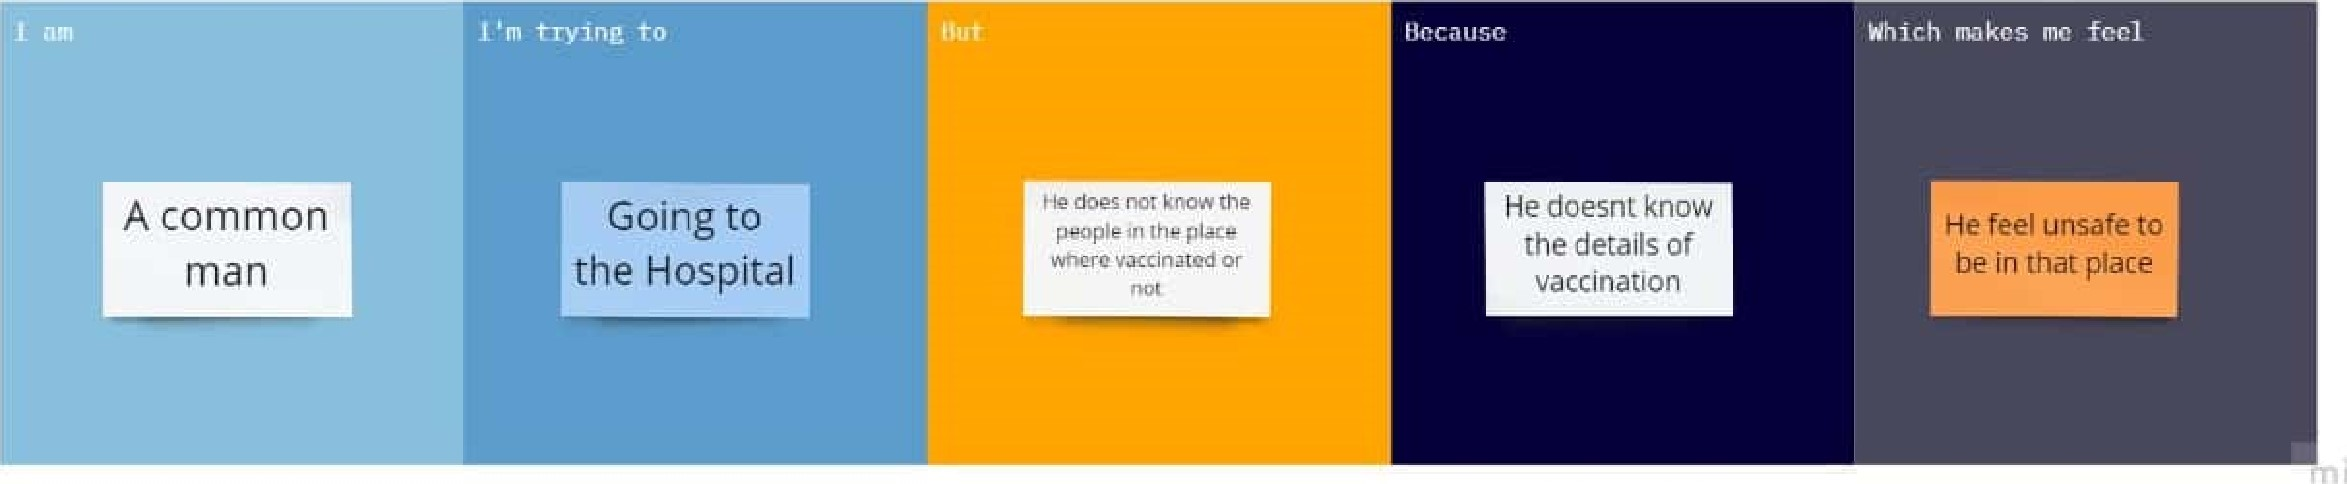 I am
A common
man
I'm trying to
Going to
the Hospital
But
He does not know the
people in the place
where vaccinated or
not
Because
He doesnt know
the details of
vaccination
Which makes me feel
He feel unsafe to
be in that place